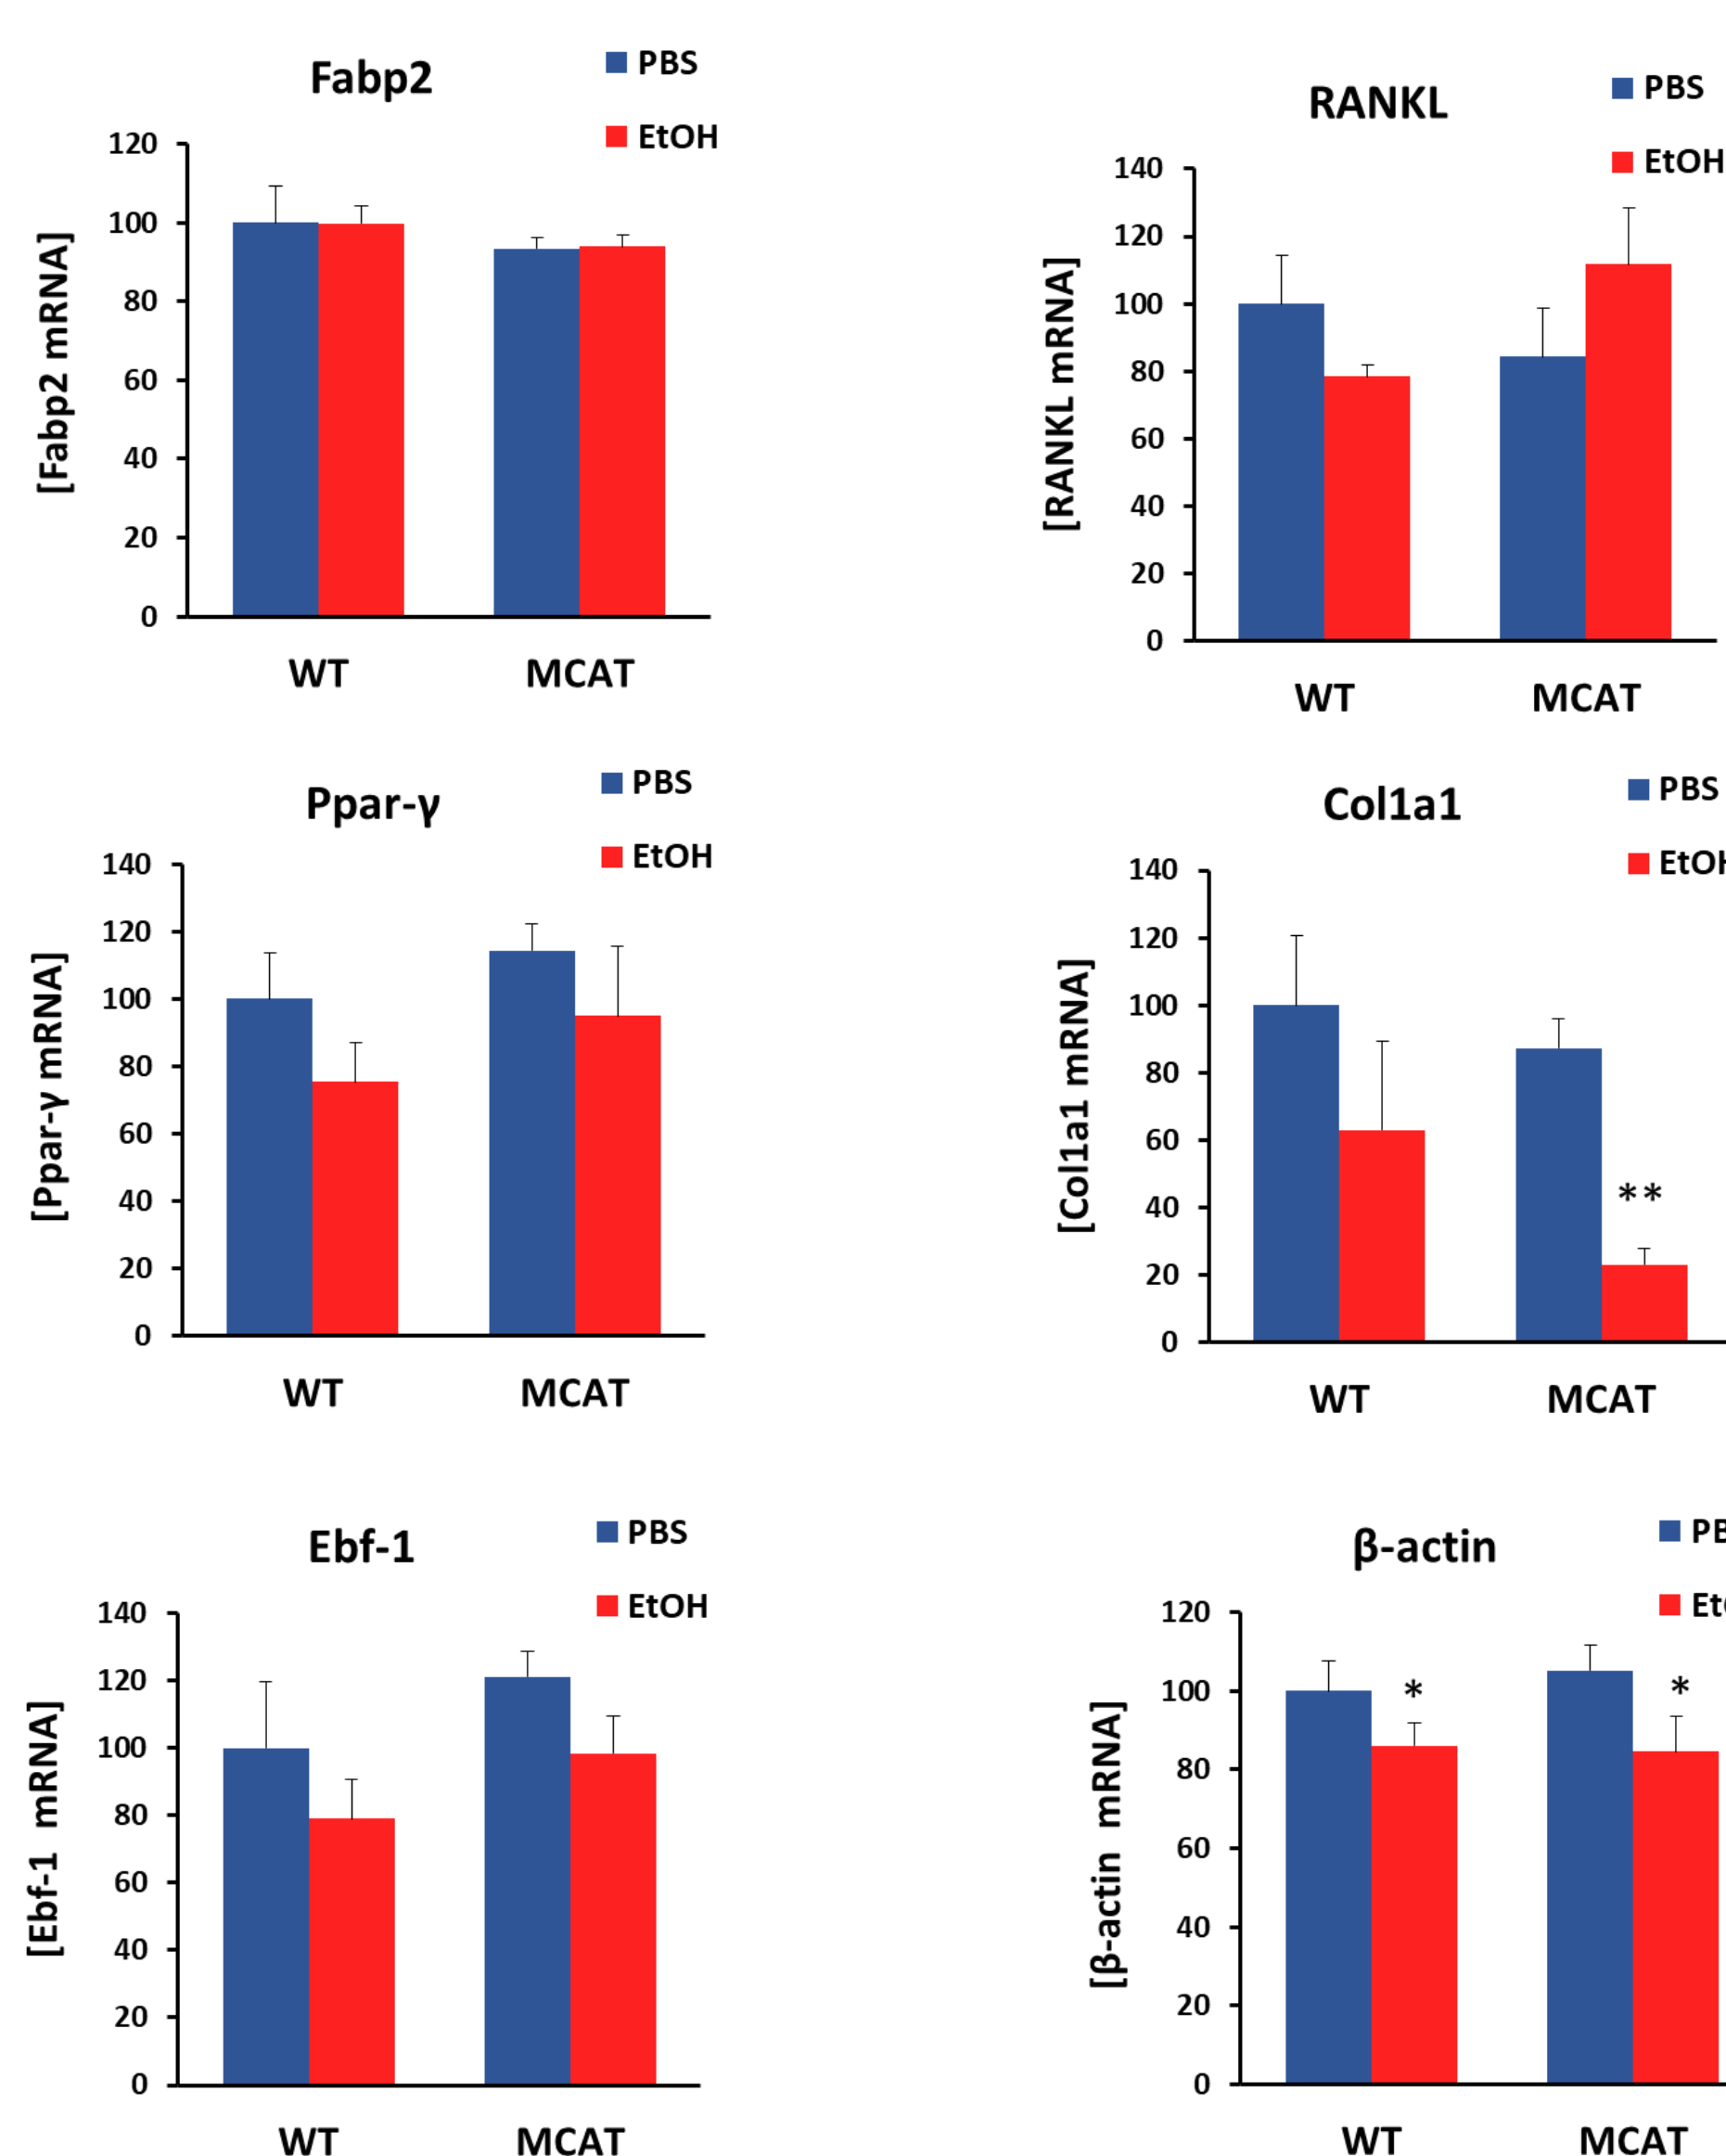 Fabp2
PBS
EtOH
[Fabp2 mRNA]
120
100
80
60
40
20
0
WT MCAT
RANKL
PBS
EtOH
[RANKL mRNA]
140
120
100
80
60
40
20
0
WT MCAT
Ppar-γ
PBS
EtOH
[Ppar-γ mRNA]
140
120
100
80
60
40
20
0
WT MCAT
Col1a1
PBS
EtOH
[Col1a1 mRNA]
140
120
100
80
60
40
20
0
**
WT MCAT
Ebf-1
PBS
EtOH
[Ebf-1 mRNA]
140
120
100
80
60
40
20
0
WT MCAT
β-actin
PB
EtO
[β-actin mRNA]
120
100
80
60
40
20
0
* *
WT MCAT